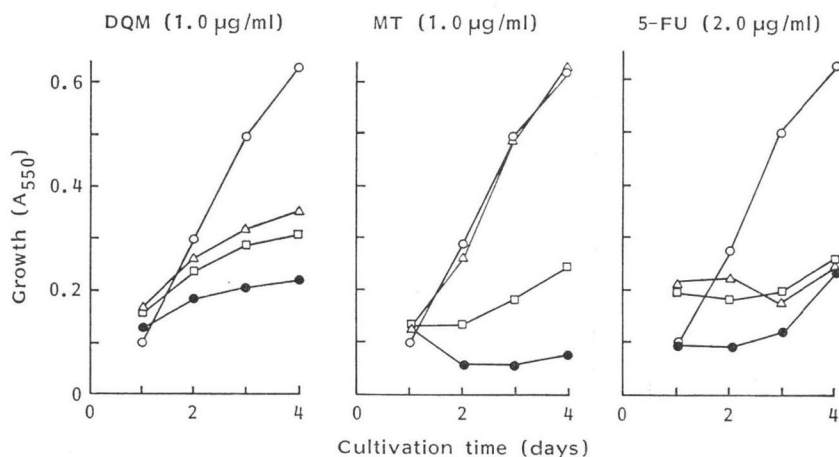 DQM (1.0 µg/ml) MT (1.0 µg/ml) 5-FU (2.0 µg/ml)
0.6
0.4
0.2
0
Growth (A550)
0 2 4 0 2 4 0 2 4
Cultivation time (days)